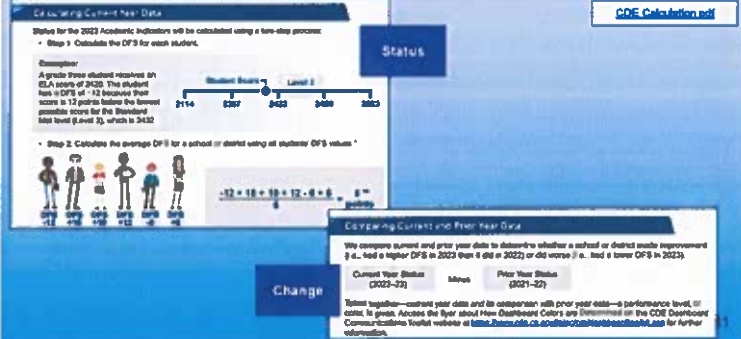 CDE Calculation pdf
Calculating Current Year Data
Status for the 2023 Academic Indicators will be calculated using a two-step process:
• Step 1. Calculate the DFS for each student.
Example:
A grade three student receives an
ELA score of 2420. The student
has a DFS of -12 because their
score is 12 points below the lowest
possible score for the Standard
Met level (Level 3), which is 2432
Student Score
Level 3
2114
2367
2432
2623
• Step 2. Calculate the average DFS for a school or district using all students' DFS values.*
DFS DFS DFS DFS DFS DFS
-12 +18 +18 +12 -6 +6
-12 + 18 + 18 + 12 - 6 + 6
6
=
points
Status
Comparing Current and Prior Year Data
We compare current and prior year data to determine whether a school or district made improvement
(i.e., had a higher DFS in 2023 than it did in 2022) or did worse (i.e., had a lower DFS in 2023).
Current Year Status
(2022–23)
Minus
Prior Year Status
(2021–22)
Taken together—current year data and its comparison with prior year data—a performance level, or
color, is given. Access the flyer about How Dashboard Colors are Determined on the CDE Dashboard
Communications Toolkit website at
for further
information.
Change